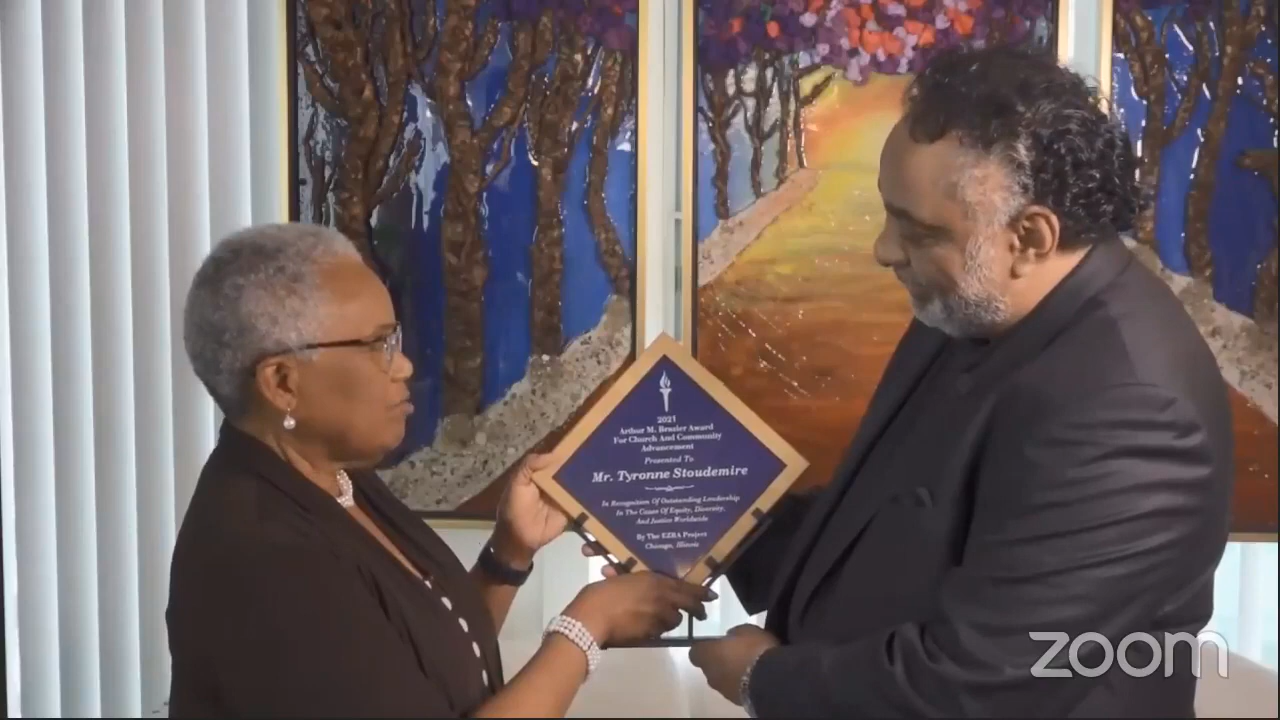 2021
Arthur M. Brazier Award
For Church And Community
Advancement
Presented To
Mr. Tyronne Stoudemire
In Recognition Of Outstanding Leadership
In The Cause Of Equity, Diversity,
And Justice Worldwide
By The EZRA Project
Chicago, Illinois
zoom